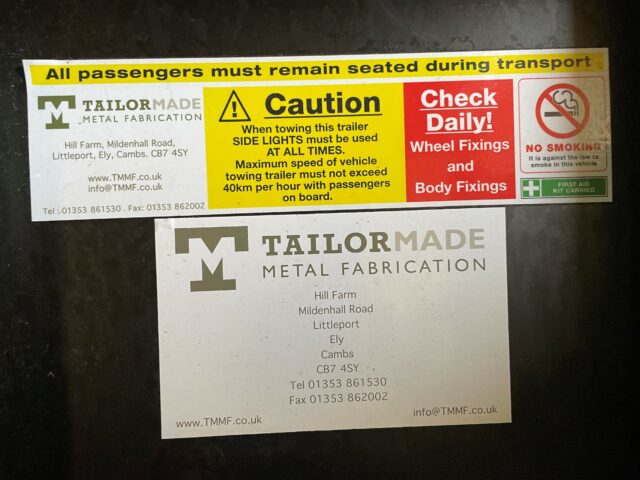 All passengers must remain seated during transport
TAILORMADE
METAL FABRICATION
Hill Farm, Mildenhall Road,
Littleport, Ely, Cambs. CB7 4SY
www.TMMF.co.uk
info@TMMF.co.uk
Tel : 01353 861530 . Fax: 01353 862002
Caution
When towing this trailer
SIDE LIGHTS must be used
AT ALL TIMES.
Maximum speed of vehicle
towing trailer must not exceed
40km per hour with passengers
on board.
Check
Daily!
Wheel Fixings
and
Body Fixings
NO SMOKING
It is against the law to
smoke in this vehicle
FIRST AID
KIT CARRIED
TAILORMADE
METAL FABRICATION
Hill Farm
Mildenhall Road
Littleport
Ely
Cambs
CB7 4SY
Tel 01353 861530
Fax 01353 862002
www.TMMF.co.uk
info@TMMF.co.uk